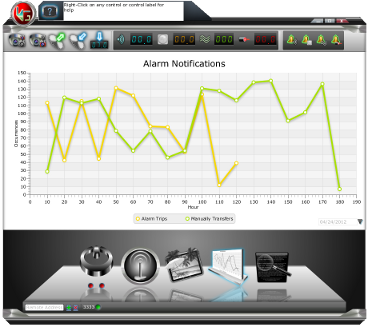 Right-Click on any control or control label for
help
?
Alarm Notifications
150
140
130
120
110
100
90
80
70
60
50
40
30
20
10
0
Occurrences
0 10 20 30 40 50 60 70 80 90 100 110 120 130 140 150 160 170 180 190
Hour
Alarm Trips
Manually Transfers
04/24/2012